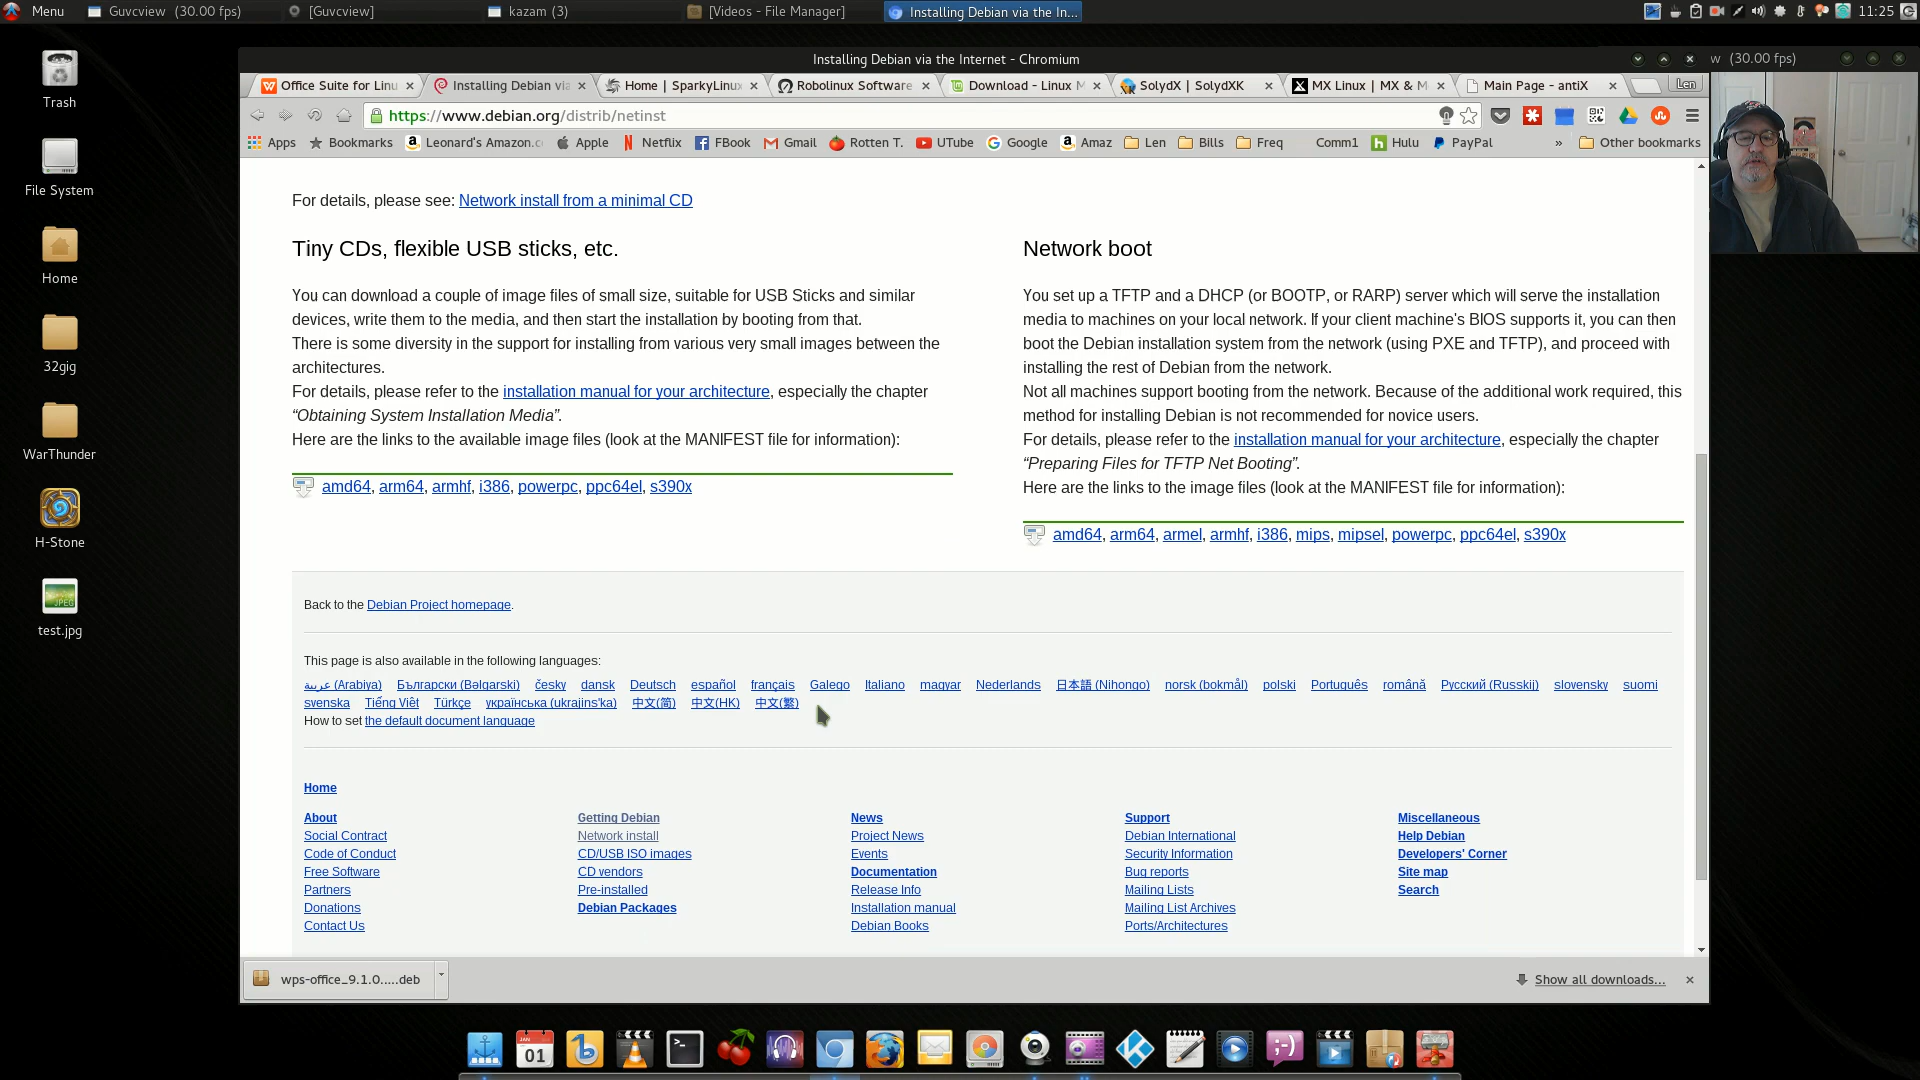 Menu
Guvcview (30.00 fps)
[Guvcview]
kazam (3)
[Videos - File Manager]
Installing Debian via the In...
11:25
Installing Debian via the Internet - Chromium
w (30.00 fps)
Office Suite for Linu
Installing Debian via
Home | SparkyLinux
Robolinux Software
Download - Linux M
SolydX | SolydXK
MX Linux | MX & M
Main Page - antiX
Len
https://www.debian.org/distrib/netinst
Apps
Bookmarks
Leonard's Amazon.c
Apple
Netflix
FBook
Gmail
Rotten T.
UTube
Google
Amaz
Len
Bills
Freq
Comm1
Hulu
PayPal
»
Other bookmarks
Trash
File System
Home
32gig
WarThunder
H-Stone
test.jpg
For details, please see: Network install from a minimal CD
Tiny CDs, flexible USB sticks, etc.
You can download a couple of image files of small size, suitable for USB Sticks and similar
devices, write them to the media, and then start the installation by booting from that.
There is some diversity in the support for installing from various very small images between the
architectures.
For details, please refer to the installation manual for your architecture, especially the chapter
“Obtaining System Installation Media”.
Here are the links to the available image files (look at the MANIFEST file for information):
amd64, arm64, armhf, i386, powerpc, ppc64el, s390x
Network boot
You set up a TFTP and a DHCP (or BOOTP, or RARP) server which will serve the installation
media to machines on your local network. If your client machine's BIOS supports it, you can then
boot the Debian installation system from the network (using PXE and TFTP), and proceed with
installing the rest of Debian from the network.
Not all machines support booting from the network. Because of the additional work required, this
method for installing Debian is not recommended for novice users.
For details, please refer to the installation manual for your architecture, especially the chapter
“Preparing Files for TFTP Net Booting”.
Here are the links to the image files (look at the MANIFEST file for information):
amd64, arm64, armel, armhf, i386, mips, mipsel, powerpc, ppc64el, s390x
Back to the Debian Project homepage.
This page is also available in the following languages:
عربية (Arabiya) Български (Bəlgarski) česky dansk Deutsch español français Galego Italiano magyar Nederlands 日本語 (Nihongo) norsk (bokmål) polski Português română Русский (Russkij) slovensky suomi
svenska Tiếng Việt Türkçe українська (ukrajins'ka) 中文(简) 中文(HK) 中文(繁)
How to set the default document language
Home
About
Social Contract
Code of Conduct
Free Software
Partners
Donations
Contact Us
Getting Debian
Network install
CD/USB ISO images
CD vendors
Pre-installed
Debian Packages
News
Project News
Events
Documentation
Release Info
Installation manual
Debian Books
Support
Debian International
Security Information
Bug reports
Mailing Lists
Mailing List Archives
Ports/Architectures
Miscellaneous
Help Debian
Developers' Corner
Site map
Search
wps-office_9.1.0.....deb
Show all downloads...
JAN
01